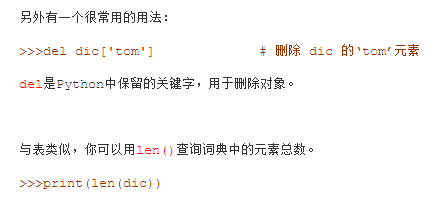 另外有一个很常用的用法:
>>>del dic['tom']              # 删除 dic 的‘tom’元素
del是Python中保留的关键字，用于删除对象。
与表类似，你可以用len()查询词典中的元素总数。
>>>print(len(dic))